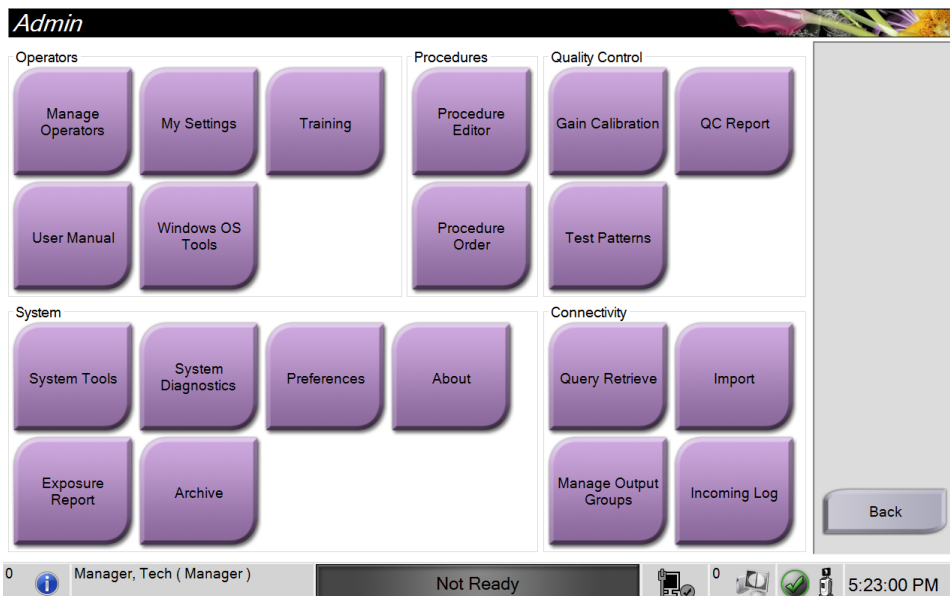 Admin
Operators
Manage
Operators
My Settings
Training
User Manual
Windows OS
Tools
Procedures
Procedure
Editor
Procedure
Order
Quality Control
Gain Calibration
QC Report
Test Patterns
System
System Tools
System
Diagnostics
Preferences
About
Exposure
Report
Archive
Connectivity
Query Retrieve
Import
Manage Output
Groups
Incoming Log
Back
0
Manager, Tech ( Manager )
Not Ready
0
5:23:00 PM